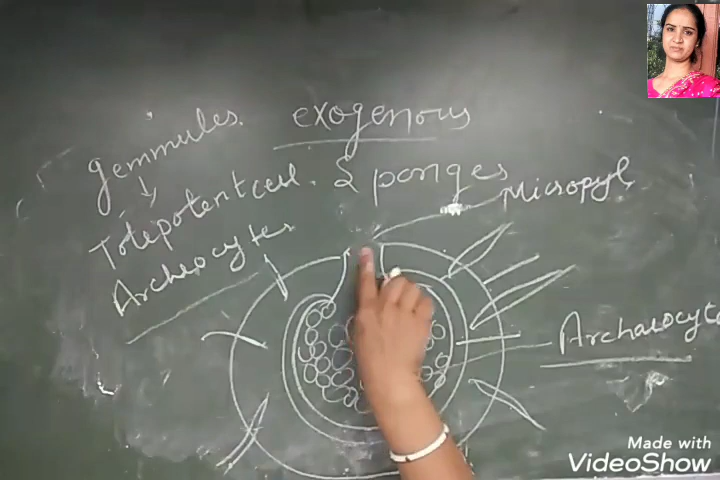 gemmules. exogenous
Totepotent cell. Sponges
Archeocytes
Micropyl
Archaeocyte
Made with
VideoShow